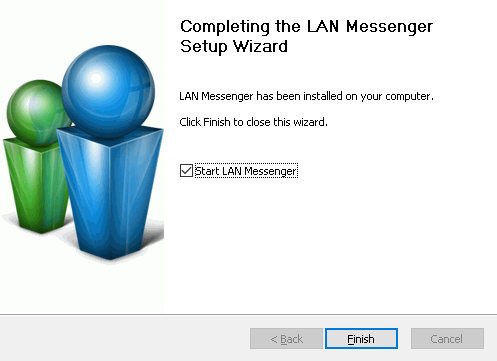 Completing the LAN Messenger
Setup Wizard
LAN Messenger has been installed on your computer.
Click Finish to close this wizard.
Start LAN Messenger
< Back
Finish
Cancel